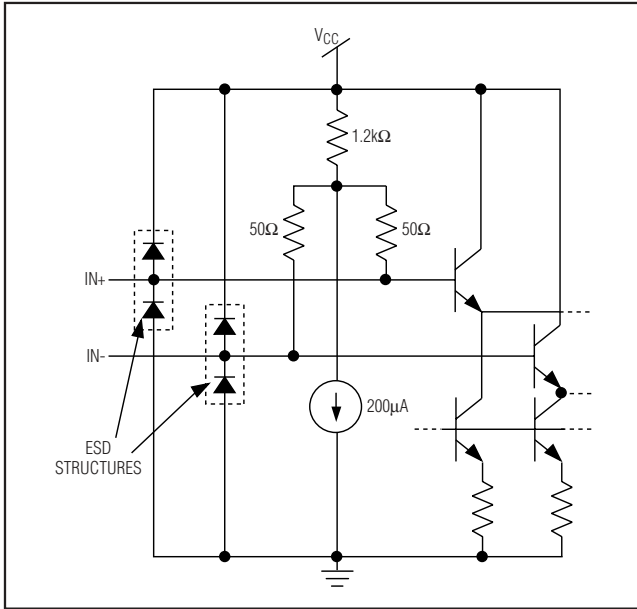 VCC
1.2kΩ
50Ω
50Ω
IN+
IN-
200µA
ESD
STRUCTURES